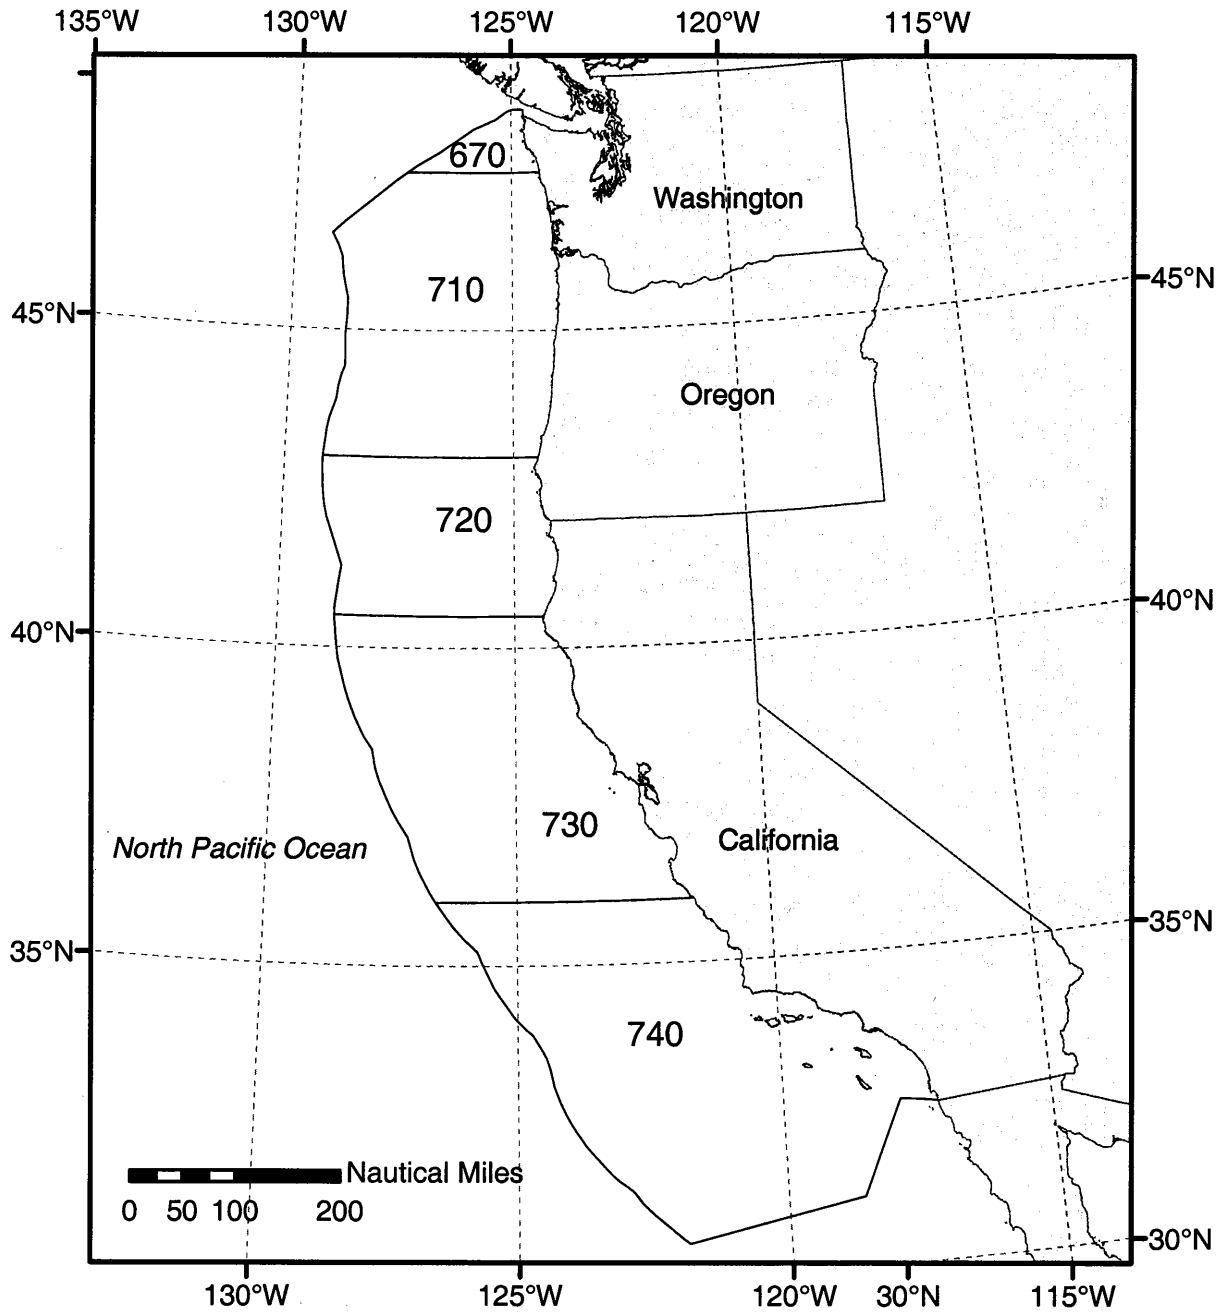 135°W 130°W 125°W 120°W 115°W
670
Washington
45°N
710
45°N
Oregon
720
40°N
40°N
730
California
North Pacific Ocean
35°N
35°N
740
Nautical Miles
0 50 100 200
30°N
130°W 125°W 120°W 30°N 115°W